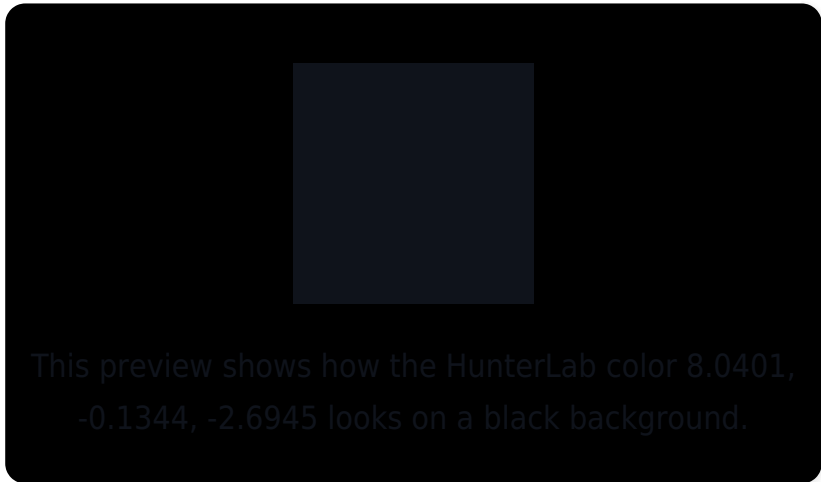 This preview shows how the HunterLab color 8.0401,
-0.1344, -2.6945 looks on a black background.